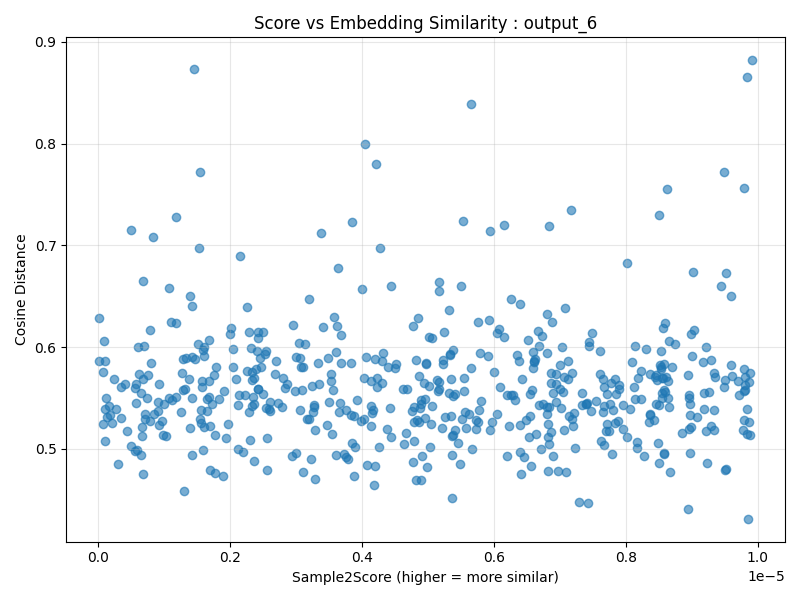 Score vs Embedding Similarity : output_6
Cosine Distance
0.9
0.8
0.7
0.6
0.5
0.0 0.2 0.4 0.6 0.8 1.0
1e−5
Sample2Score (higher = more similar)